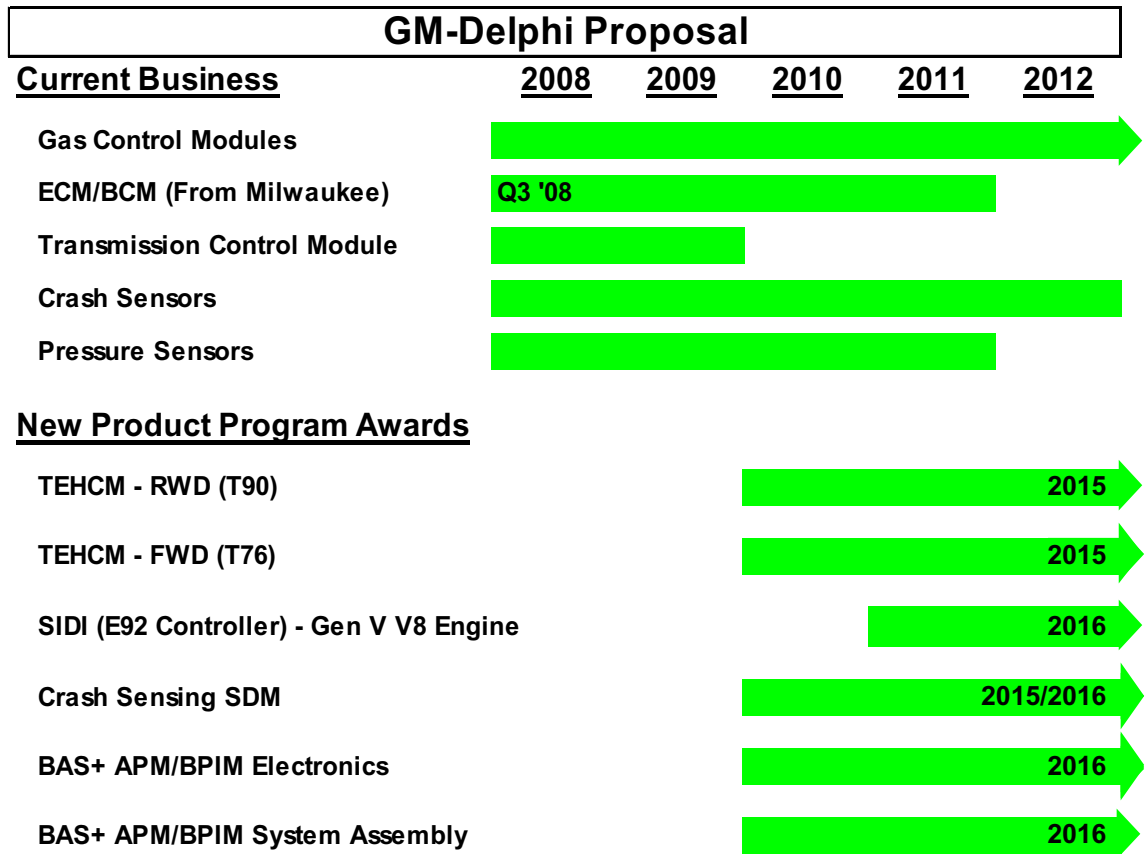 GM-Delphi Proposal
Current Business 2008 2009 2010 2011 2012
Gas Control Modules
ECM/BCM (From Milwaukee) Q3 '08
Transmission Control Module
Crash Sensors
Pressure Sensors
New Product Program Awards
TEHCM - RWD (T90) 2015
TEHCM - FWD (T76) 2015
SIDI (E92 Controller) - Gen V V8 Engine 2016
Crash Sensing SDM 2015/2016
BAS+ APM/BPIM Electronics 2016
BAS+ APM/BPIM System Assembly 2016